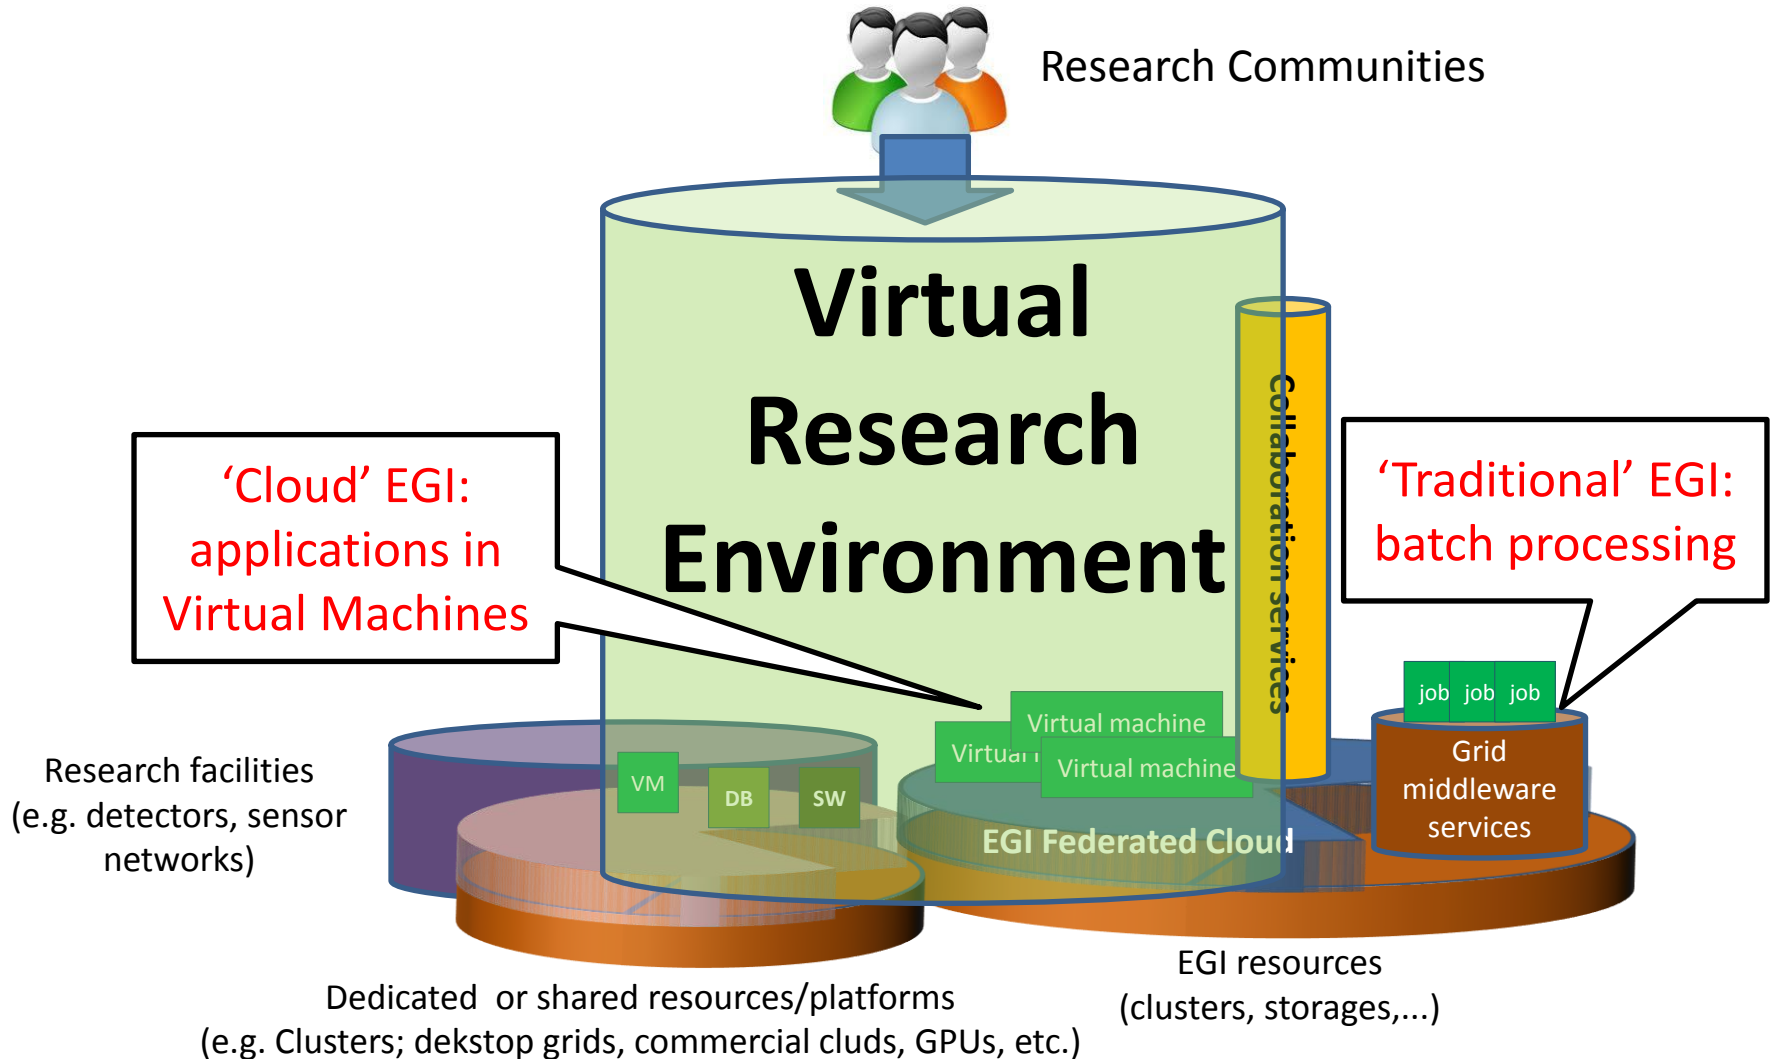 Research Communities
Virtual
Research
Environment
Collaboration services
‘Cloud’ EGI:
applications in
Virtual Machines
‘Traditional’ EGI:
batch processing
job
job
job
Virtual machine
Virtual
Virtual machine
Grid
middleware
services
VM
DB
SW
EGI Federated Cloud
Research facilities
(e.g. detectors, sensor
networks)
EGI resources
(clusters, storages,...)
Dedicated or shared resources/platforms
(e.g. Clusters; dekstop grids, commercial cluds, GPUs, etc.)